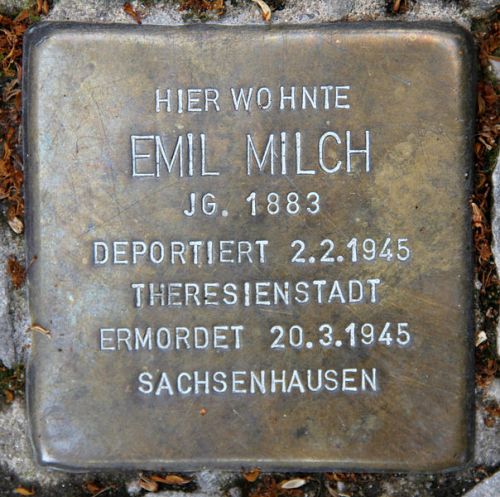 HIER WOHNTE
EMIL MILCH
JG. 1883
DEPORTIERT 2.2.1945
THERESIENSTADT
ERMORDET 20.3.1945
SACHSENHAUSEN